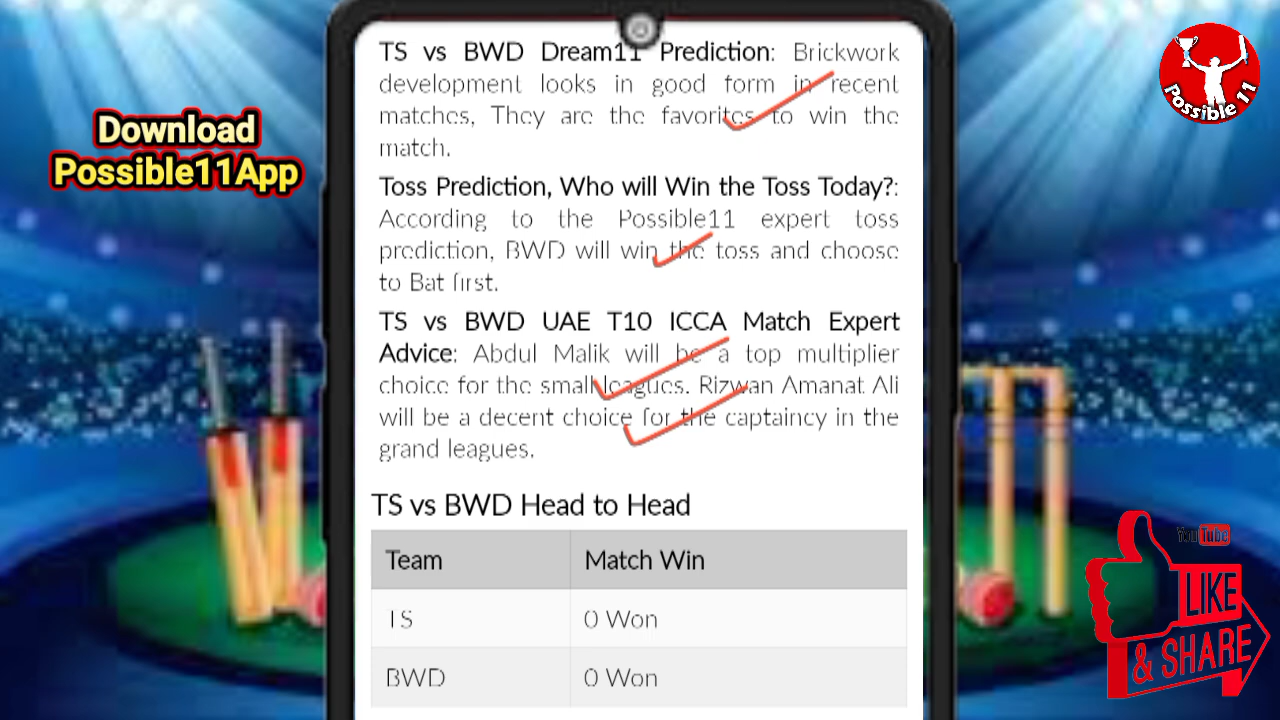 TS vs BWD Dream11 Prediction: Brickwork
development looks in good form in recent
matches, They are the favorites to win the
match.
Toss Prediction, Who will Win the Toss Today?:
According to the Possible11 expert toss
prediction, BWD will win the toss and choose
to Bat first.
TS vs BWD UAE T10 ICCA Match Expert
Advice: Abdul Malik will be a top multiplier
choice for the small leagues. Rizwan Amanat Ali
will be a decent choice for the captaincy in the
grand leagues.
TS vs BWD Head to Head
Team Match Win
TS 0 Won
BWD 0 Won
Download
Possible11App
Possible 11
YouTube
LIKE
& SHARE